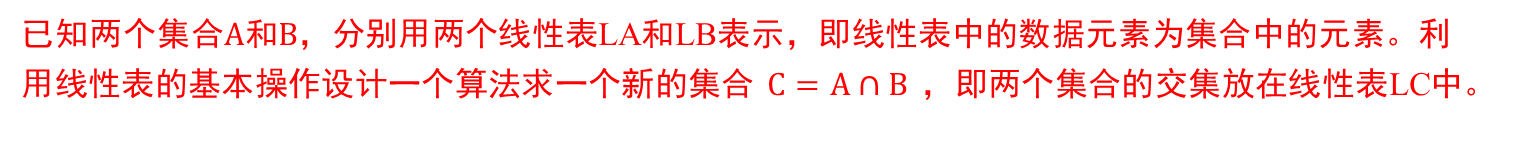 已知两个集合A和B，分别用两个线性表LA和LB表示，即线性表中的数据元素为集合中的元素。利
用线性表的基本操作设计一个算法求一个新的集合 C = A ∩ B ，即两个集合的交集放在线性表LC中。